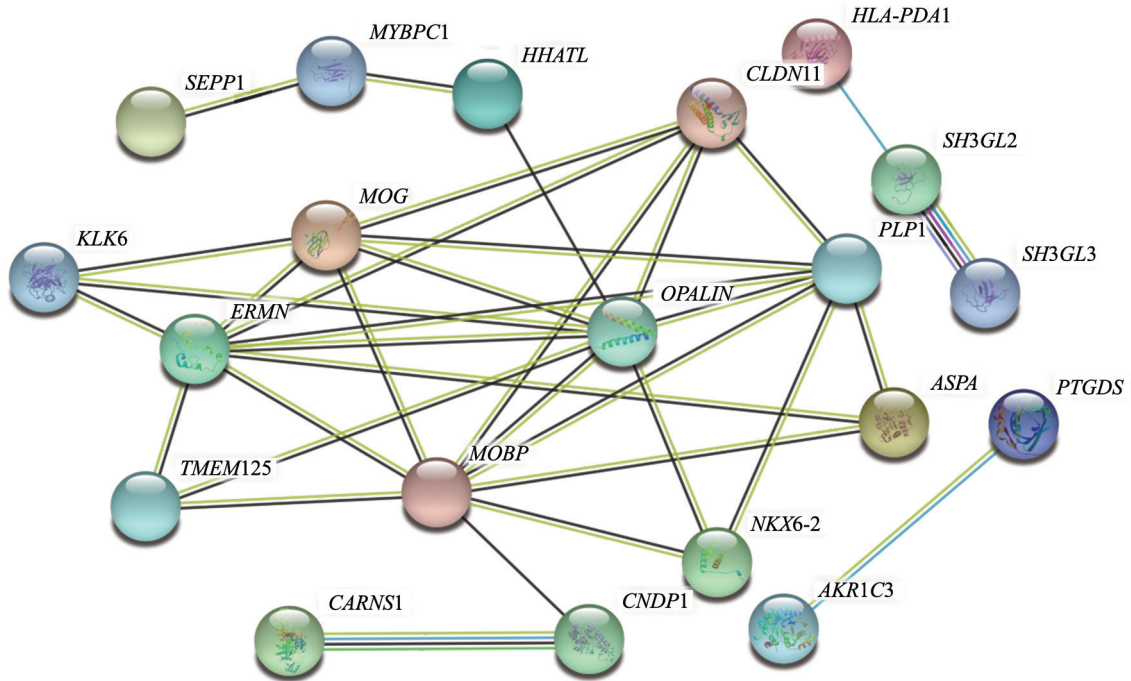 HLA-PDA1
MYBPC1
HHATL
CLDN11
SEPP1
SH3GL2
MOG
PLP1
KLK6
SH3GL3
OPALIN
ERMN
ASPA
PTGDS
MOBP
TMEM125
NKX6-2
CARNS1
CNDP1
AKR1C3